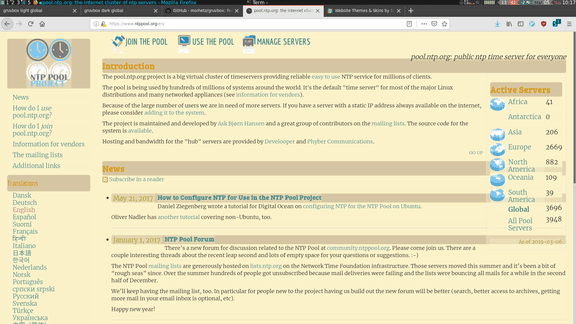 pool.ntp.org: the internet cluster of ntp servers - Mozilla Firefox
Term
10:17
gruvbox light global
gruvbox dark global
pool.ntp.org: the internet clu
Website Themes & Skins by
https://www.ntppool.org/en/
JOIN THE POOL
USE THE POOL
MANAGE SERVERS
NTP POOL
PROJECT
pool.ntp.org: public ntp time server for everyone
News
How do I use
pool.ntp.org?
How do I join
pool.ntp.org?
Information for vendors
The mailing lists
Additional links
Translations
Dansk
Deutsch
English
Español
Suomi
Français
हिन्दी
Italiano
日本語
한국어
Nederlands
Norsk
Português
српски srpski
Русский
Svenska
Türkçe
Українська
Introduction
The pool.ntp.org project is a big virtual cluster of timeservers providing reliable easy to use NTP service for millions of clients.
The pool is being used by hundreds of millions of systems around the world. It's the default "time server" for most of the major Linux
distributions and many networked appliances (see information for vendors).
Because of the large number of users we are in need of more servers. If you have a server with a static IP address always available on the internet,
please consider adding it to the system.
The project is maintained and developed by Ask Bjørn Hansen and a great group of contributors on the mailing lists. The source code for the
system is available.
Hosting and bandwidth for the "hub" servers are provided by Develooper and Phyber Communications.
GO UP
News
Subscribe in a reader
May 21, 2017 How to Configure NTP for Use in the NTP Pool Project
Daniel Ziegenberg wrote a tutorial for Digital Ocean on configuring NTP for the NTP Pool on Ubuntu.
Oliver Nadler has another tutorial covering non-Ubuntu, too.
January 1, 2017 NTP Pool Forum
There's a new forum for discussion related to the NTP Pool at community.ntppool.org. Please come join us. There are a
couple interesting threads about the recent leap second and lots of empty space for your questions or suggestions. :-)
The NTP Pool mailing lists are generously hosted on lists.ntp.org on the Network Time Foundation infrastructure. Those servers moved this summer and it's been a bit of
"rough seas" since. Over the summer hundreds of people got unsubscribed because mail deliveries were failing and the lists were bouncing all mails for a while in the second
half of December.
We'll keep having the mailing list, too. In particular for people new to the project having us build out the new forum will be better (search, better access to archives, getting
more mail in your email inbox is optional, etc).
Happy new year!
Active Servers
Africa 41
Antarctica 0
Asia 206
Europe 2669
North
America 882
Oceania 109
South
America 39
Global 3696
All Pool
Servers 3948
As of 2019-03-06